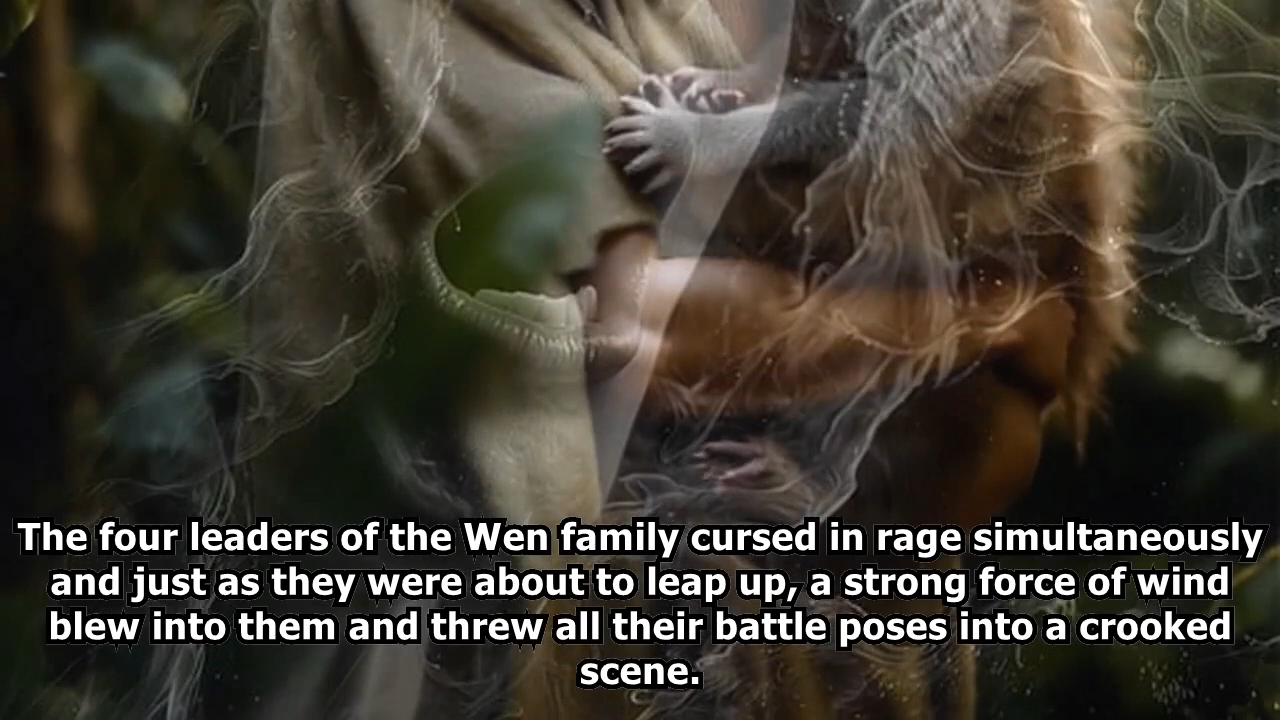 The four leaders of the Wen family cursed in rage simultaneously
and just as they were about to leap up, a strong force of wind
blew into them and threw all their battle poses into a crooked
scene.